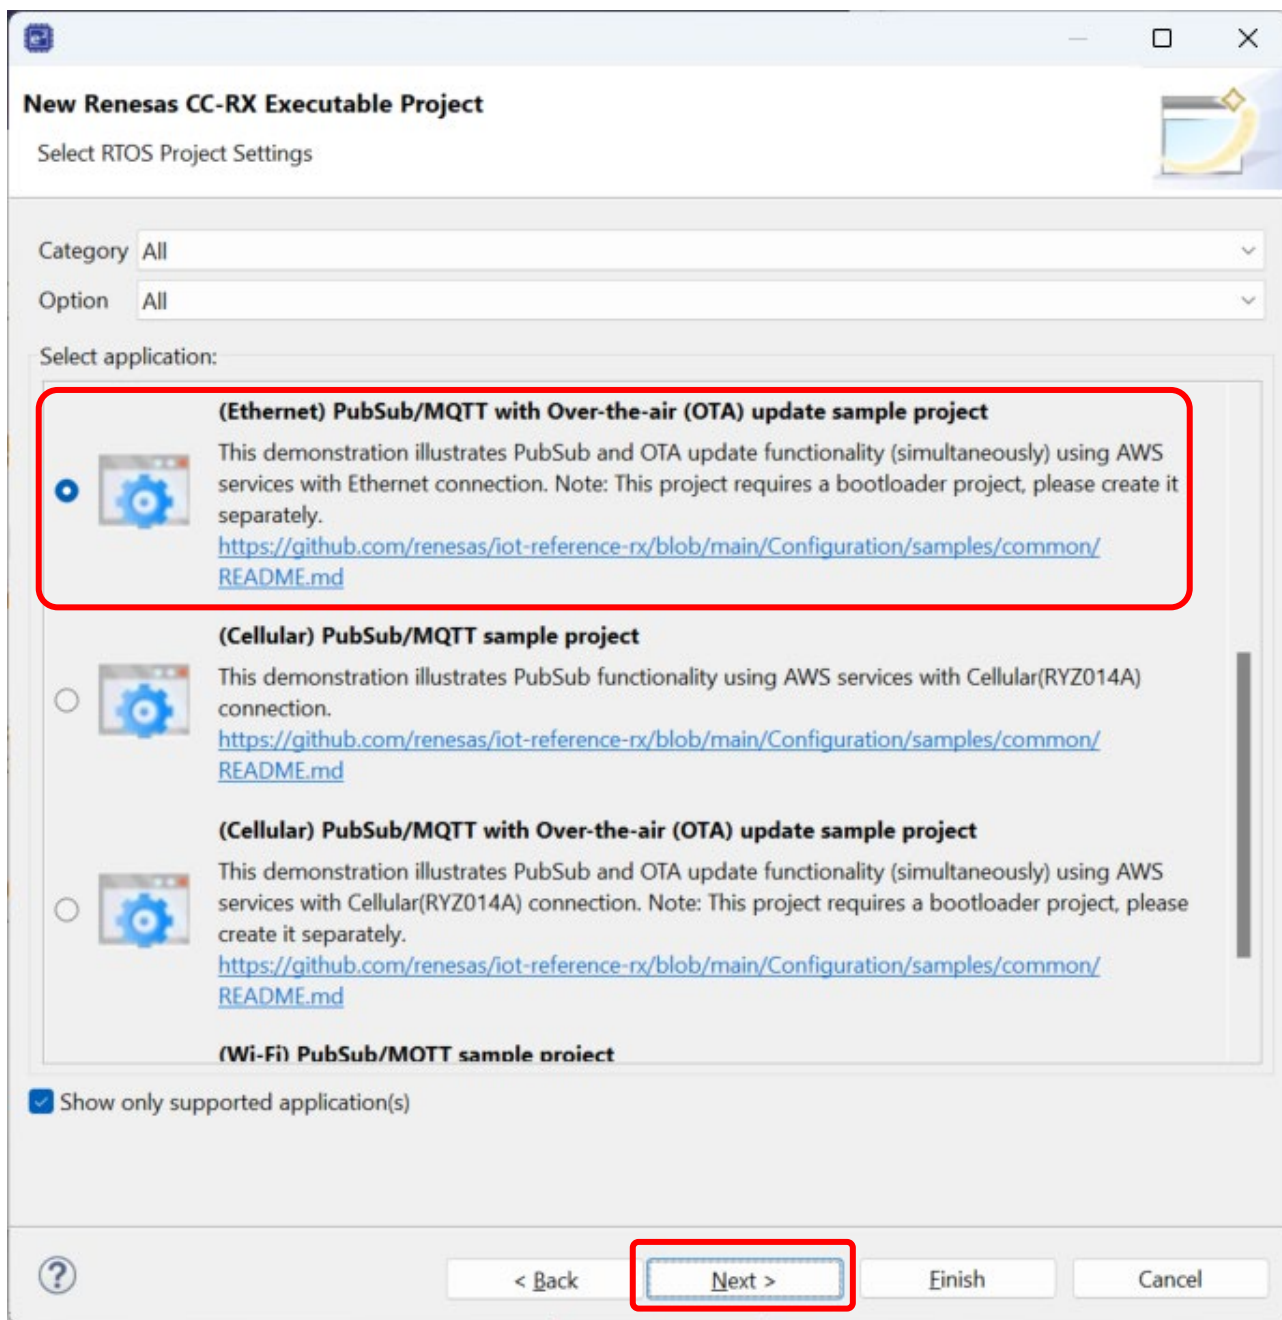 New Renesas CC-RX Executable Project
Select RTOS Project Settings
Category All
Option All
Select application:
(Ethernet) PubSub/MQTT with Over-the-air (OTA) update sample project
This demonstration illustrates PubSub and OTA update functionality (simultaneously) using AWS
services with Ethernet connection. Note: This project requires a bootloader project, please create it
separately.
https://github.com/renesas/iot-reference-rx/blob/main/Configuration/samples/common/
README.md
(Cellular) PubSub/MQTT sample project
This demonstration illustrates PubSub functionality using AWS services with Cellular(RYZ014A)
connection.
https://github.com/renesas/iot-reference-rx/blob/main/Configuration/samples/common/
README.md
(Cellular) PubSub/MQTT with Over-the-air (OTA) update sample project
This demonstration illustrates PubSub and OTA update functionality (simultaneously) using AWS
services with Cellular(RYZ014A) connection. Note: This project requires a bootloader project, please
create it separately.
https://github.com/renesas/iot-reference-rx/blob/main/Configuration/samples/common/
README.md
(Wi-Fi) PubSub/MQTT sample project
Show only supported application(s)
? < Back Next > Finish Cancel